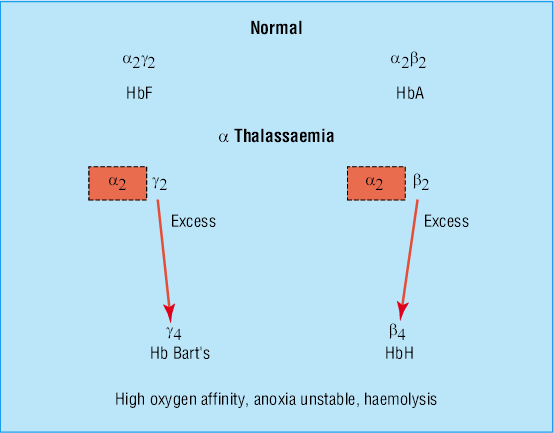 Normal
α2γ2 α2β2
HbF HbA
α Thalassaemia
α2 γ2 α2 β2
Excess Excess
γ4 β4
Hb Bart's HbH
High oxygen affinity, anoxia unstable, haemolysis